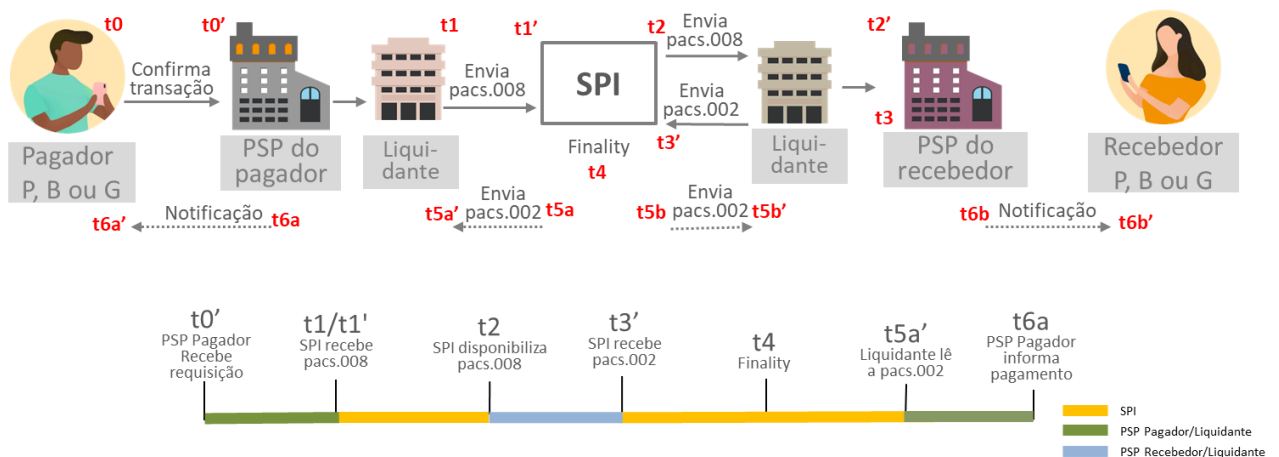 t0
t0’
t1
t1’
t2
t2’
Envia
pacs.008
Confirma
transação
Envia
pacs.008
SPI
Envia
pacs.002
t3
t3’
Finality
t4
Pagador
P, B ou G
PSP do
pagador
Liqui-
dante
Liqui-
dante
PSP do
recebedor
Recebedor
P, B ou G
t6a’
Notificação
t6a
t5a’
Envia
pacs.002
t5a
t5b
Envia
pacs.002
t5b’
t6b
Notificação
t6b’
t0’
PSP Pagador
Recebe
requisição
t1/t1'
SPI recebe
pacs.008
t2
SPI disponibiliza
pacs.008
t3’
SPI recebe
pacs.002
t4
Finality
t5a’
Liquidante lê
a pacs.002
t6a
PSP Pagador
informa
pagamento
SPI
PSP Pagador/Liquidante
PSP Recebedor/Liquidante